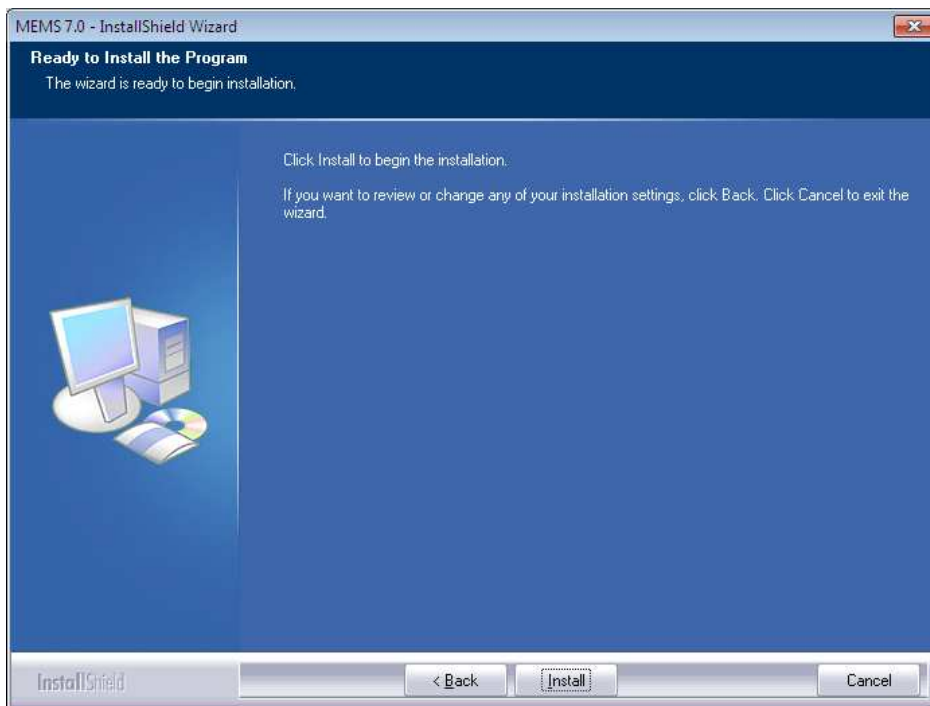 MEMS 7.0 - InstallShield Wizard
Ready to Install the Program
The wizard is ready to begin installation.
Click Install to begin the installation.
If you want to review or change any of your installation settings, click Back. Click Cancel to exit the
wizard.
InstallShield
< Back
Install
Cancel